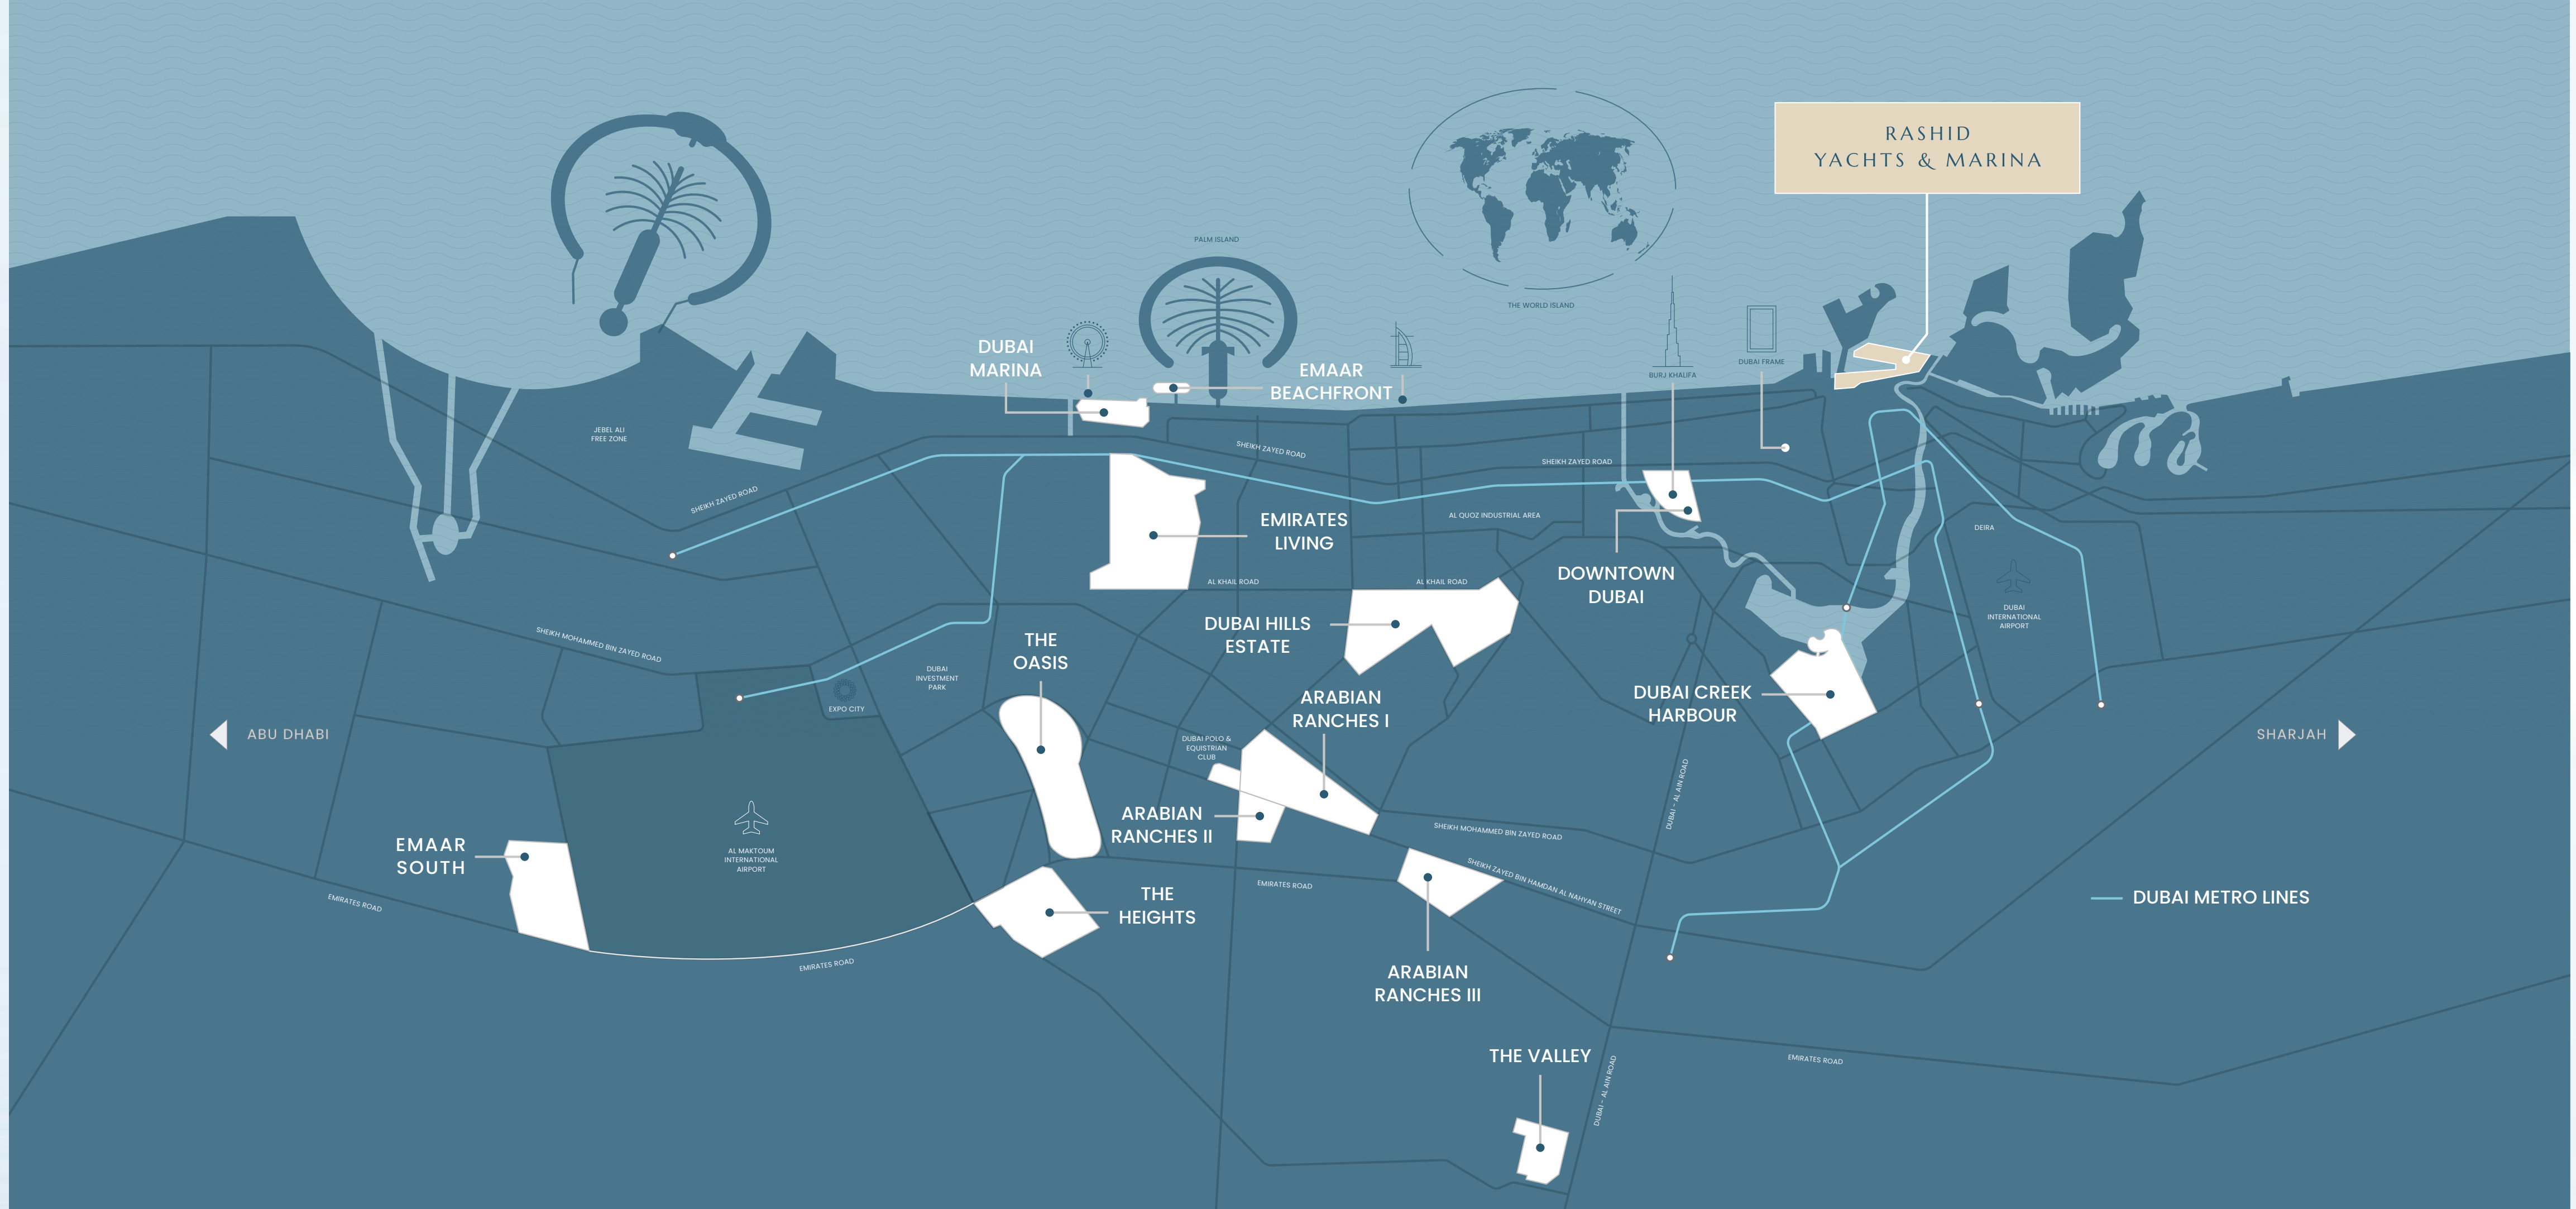 RASHID
YACHTS & MARINA
PALM ISLAND
THE WORLD ISLAND
DUBAI
MARINA
EMAAR
BEACHFRONT
BURJ KHALIFA
DUBAI FRAME
JEBEL ALI
FREE ZONE
SHEIKH ZAYED ROAD
SHEIKH ZAYED ROAD
SHEIKH ZAYED ROAD
EMIRATES
LIVING
AL QUOZ INDUSTRIAL AREA
DEIRA
AL KHAIL ROAD
AL KHAIL ROAD
DOWNTOWN
DUBAI
DUBAI
INTERNATIONAL
AIRPORT
DUBAI HILLS
ESTATE
SHEIKH MOHAMMED BIN ZAYED ROAD
THE
OASIS
DUBAI
INVESTMENT
PARK
EXPO CITY
ARABIAN
RANCHES I
DUBAI CREEK
HARBOUR
ABU DHABI
SHARJAH
DUBAI POLO &
EQUISTRIAN
CLUB
DUBAI - AL AIN ROAD
ARABIAN
RANCHES II
SHEIKH MOHAMMED BIN ZAYED ROAD
EMAAR
SOUTH
AL MAKTOUM
INTERNATIONAL
AIRPORT
SHEIKH ZAYED BIN HAMDAN AL NAHYAN STREET
EMIRATES ROAD
EMIRATES ROAD
THE
HEIGHTS
DUBAI METRO LINES
EMIRATES ROAD
ARABIAN
RANCHES III
THE VALLEY
EMIRATES ROAD
DUBAI - AL AIN ROAD